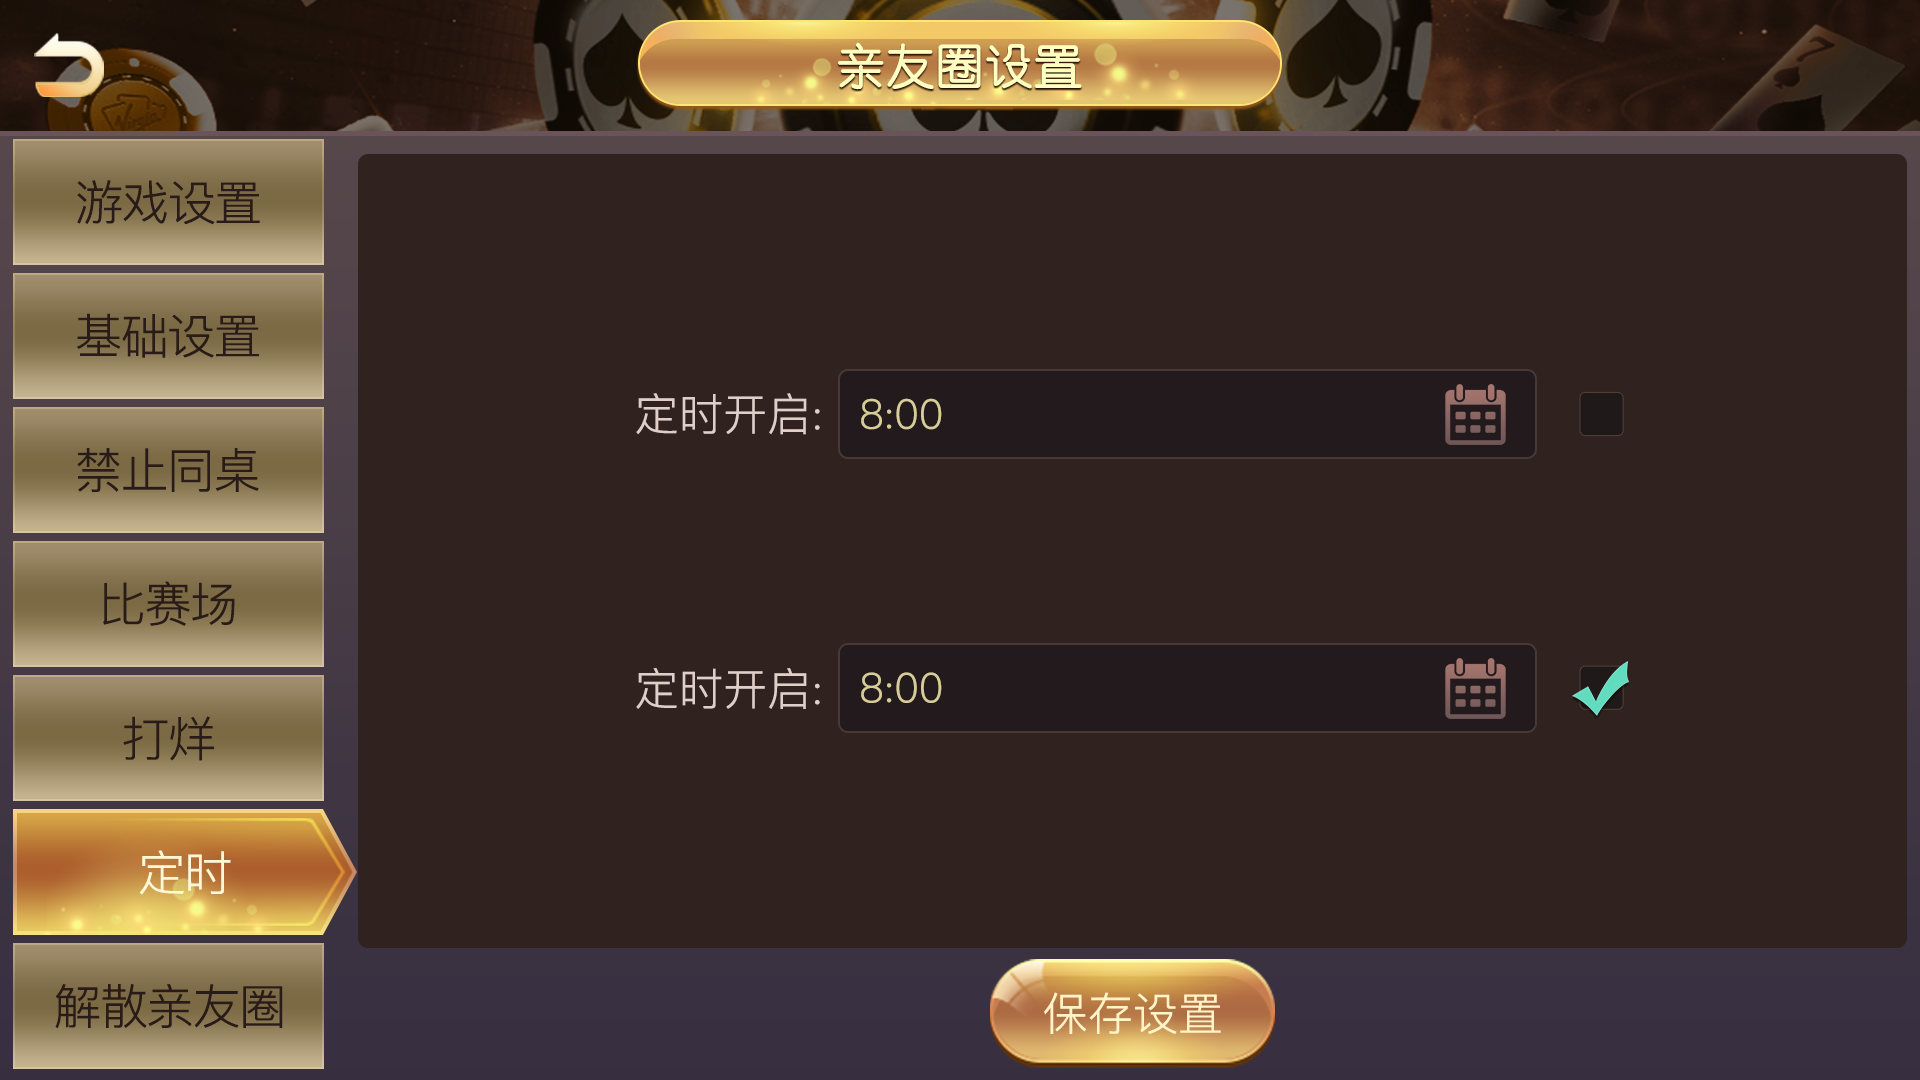 亲友圈设置
游戏设置
基础设置
禁止同桌
比赛场
打烊
定时
解散亲友圈
定时开启: 8:00
定时开启: 8:00
保存设置